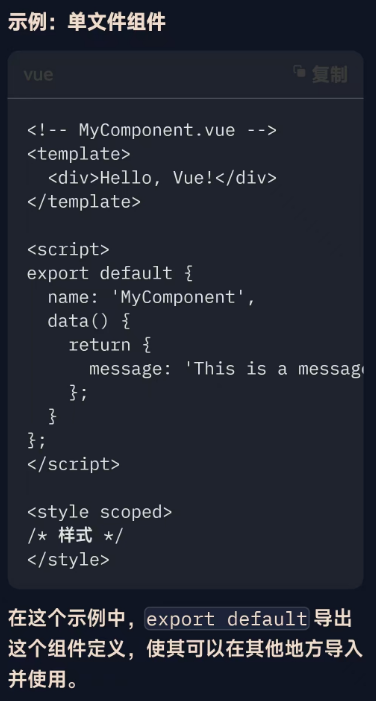 示例：单文件组件
vue 复制
<!-- MyComponent.vue -->
<template>
  <div>Hello, Vue!</div>
</template>

<script>
export default {
  name: 'MyComponent',
  data() {
    return {
      message: 'This is a message
    };
  }
};
</script>

<style scoped>
/* 样式 */
</style>
在这个示例中，export default 导出
这个组件定义，使其可以在其他地方导入
并使用。